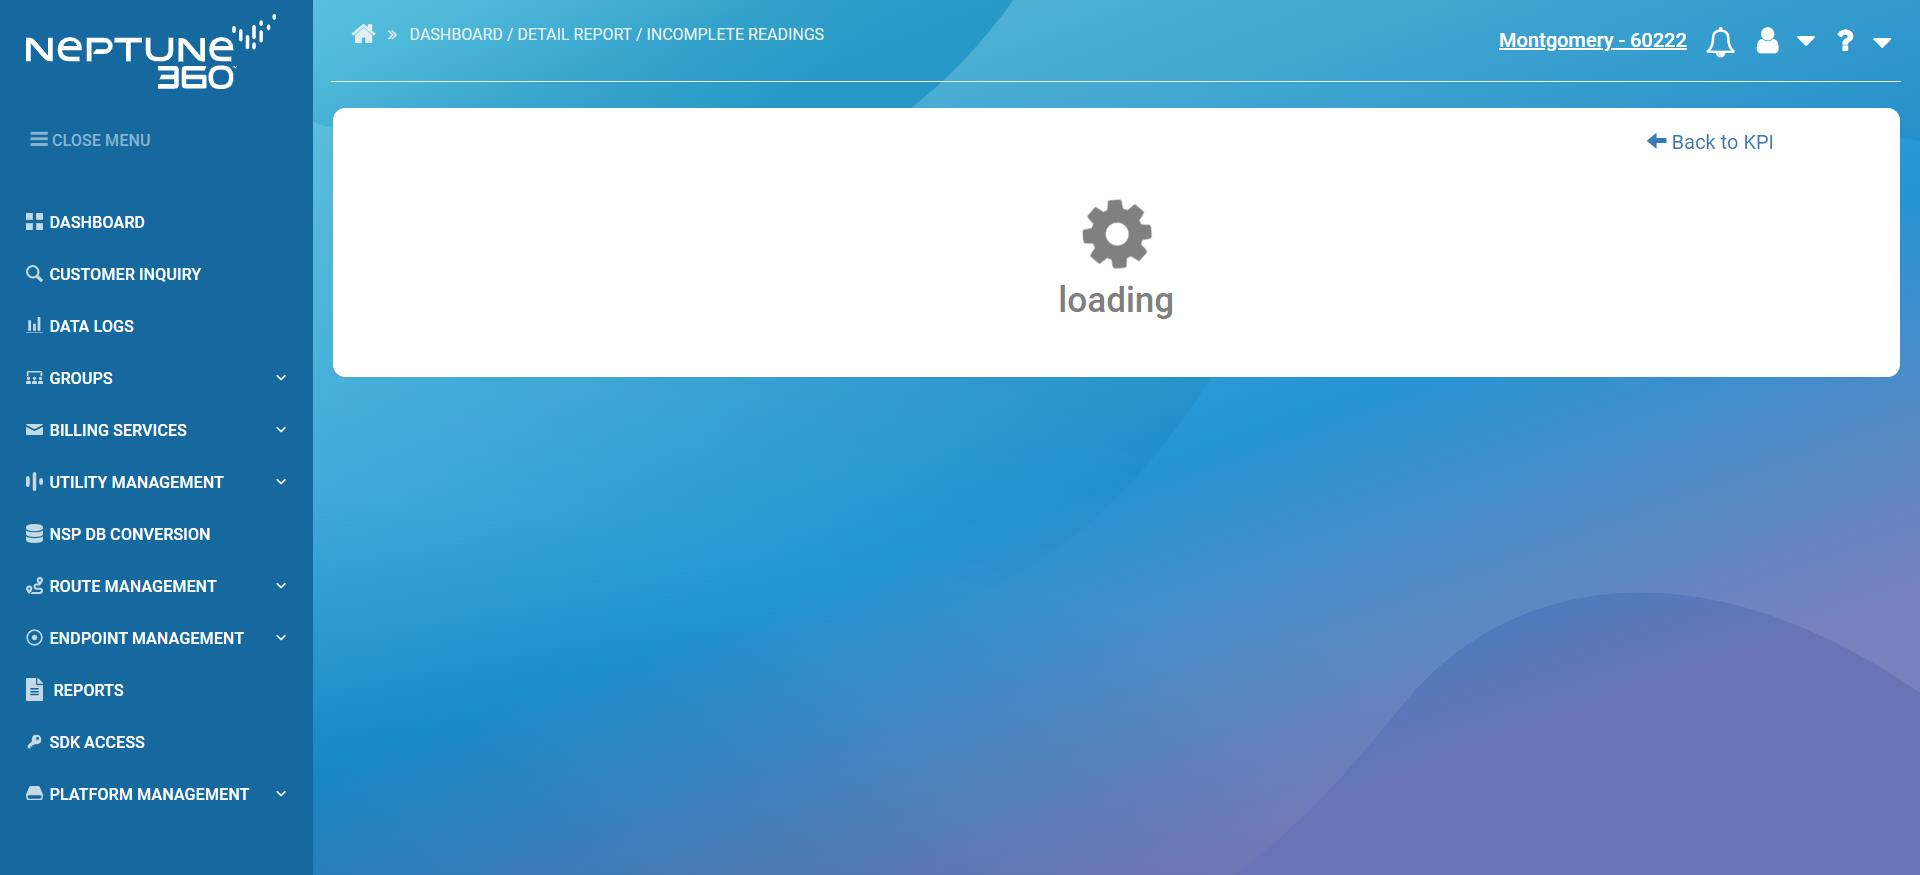 NEPTUNE
360
CLOSE MENU
DASHBOARD
CUSTOMER INQUIRY
DATA LOGS
GROUPS
BILLING SERVICES
UTILITY MANAGEMENT
NSP DB CONVERSION
ROUTE MANAGEMENT
ENDPOINT MANAGEMENT
REPORTS
SDK ACCESS
PLATFORM MANAGEMENT
» DASHBOARD / DETAIL REPORT / INCOMPLETE READINGS
Montgomery - 60222 ?
Back to KPI
loading